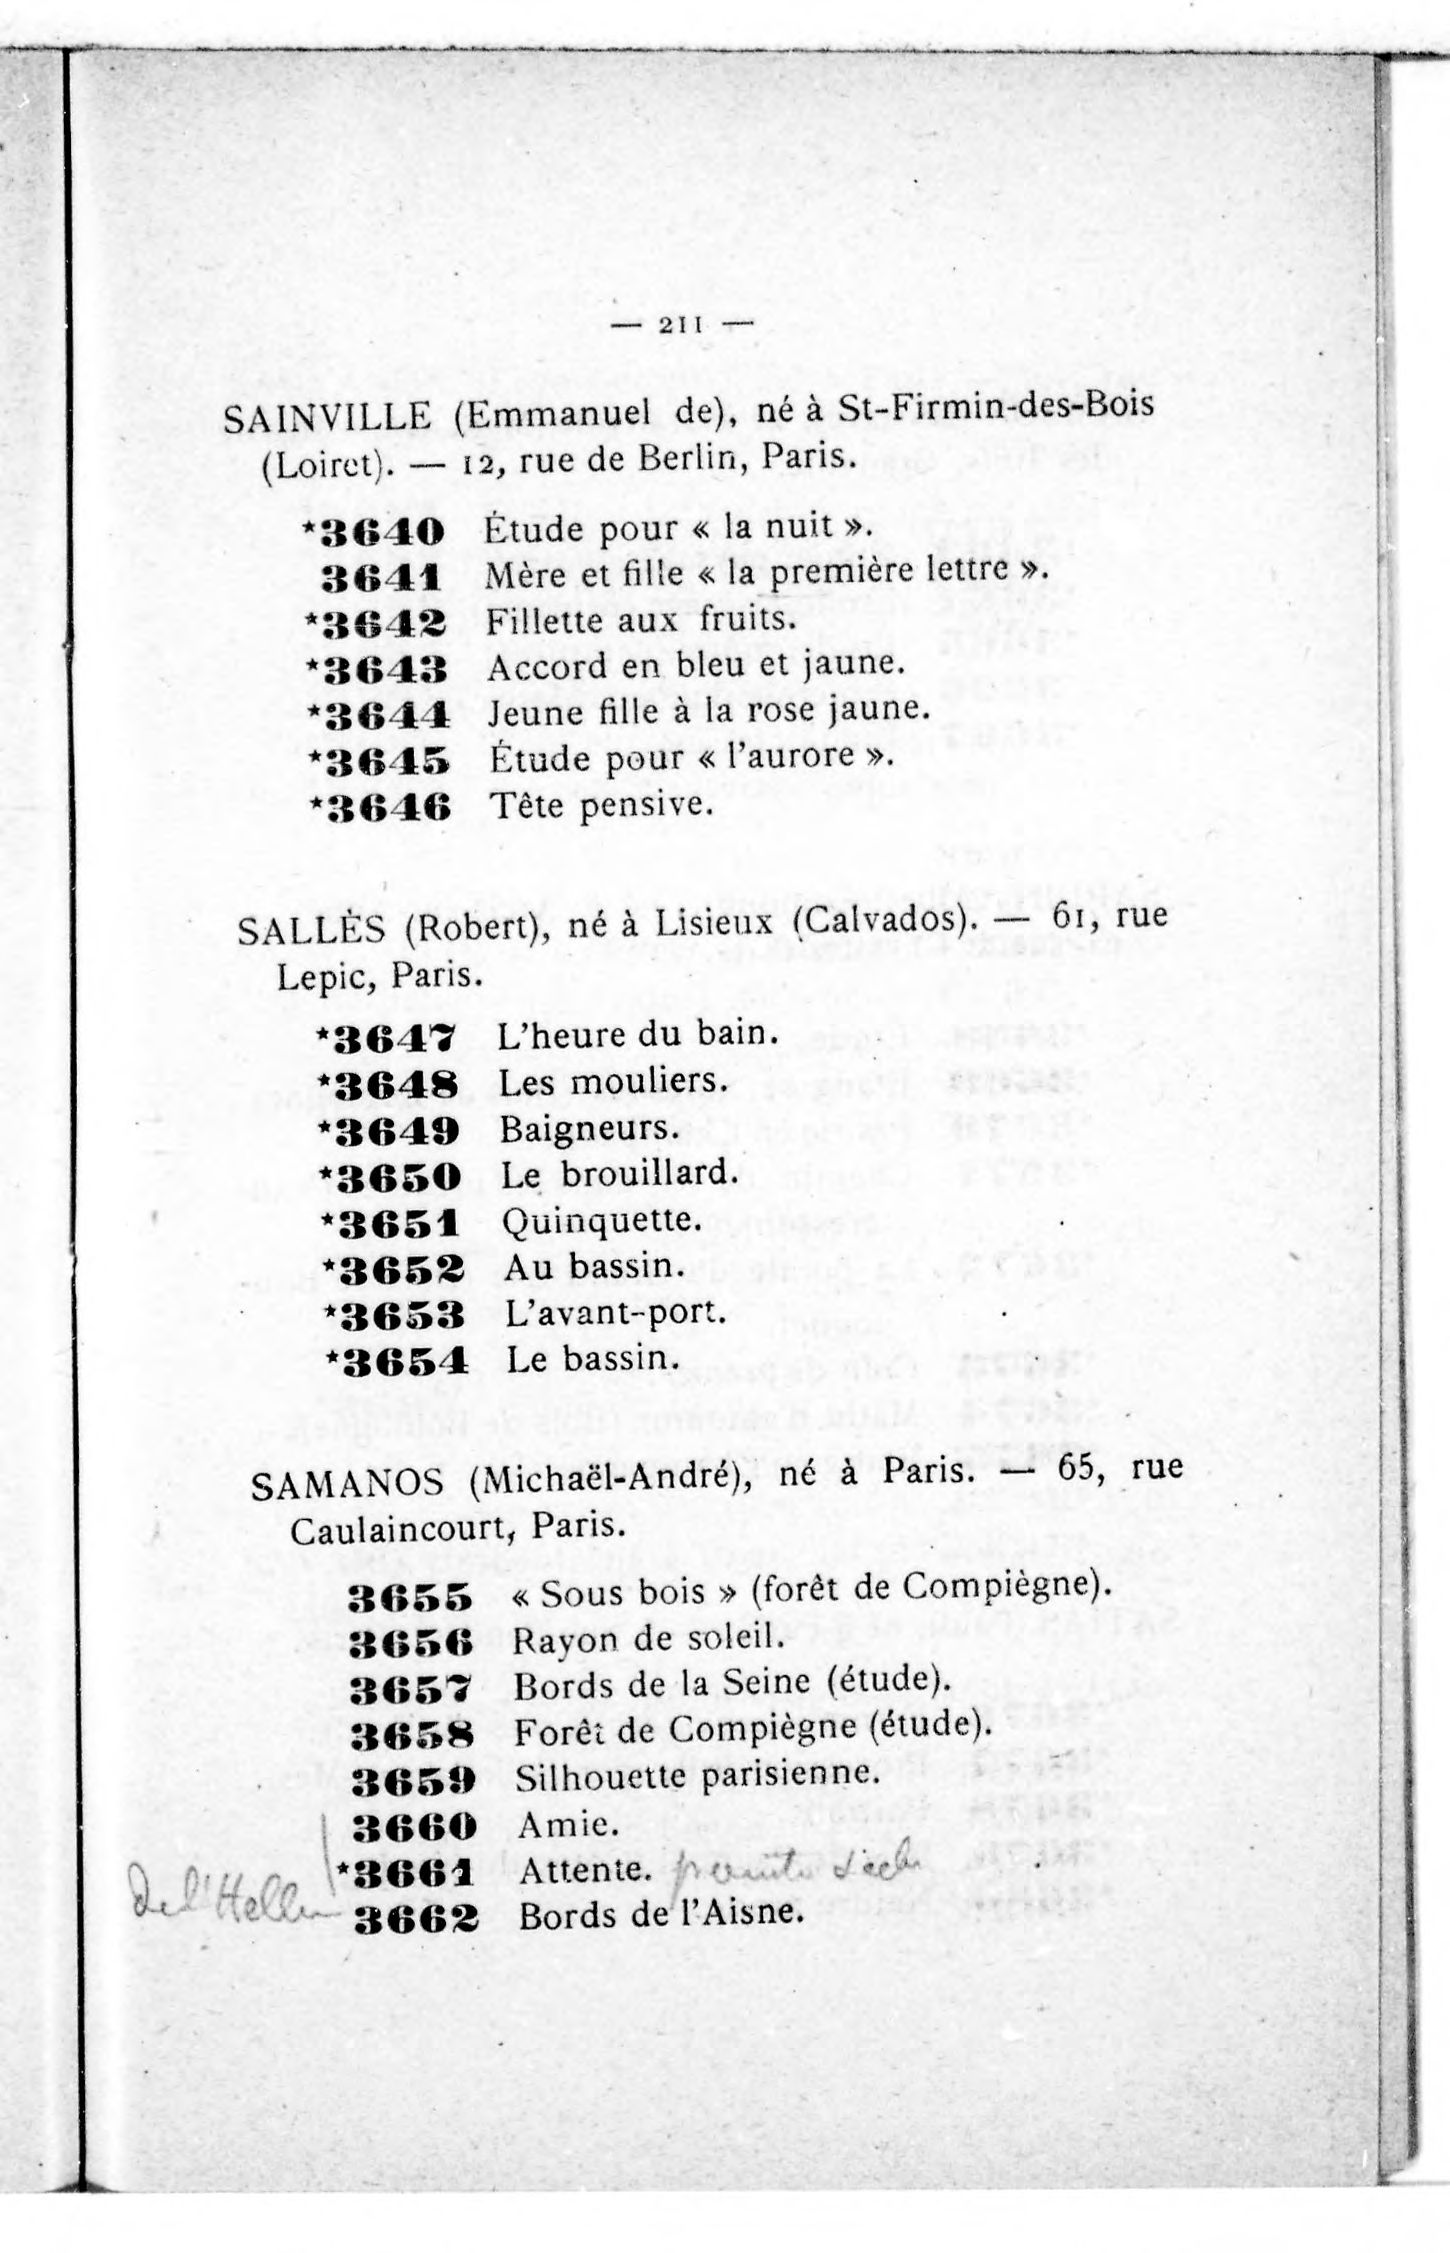 — 211 —
SAINVILLE (Emmanuel de), né à St-Firmin-des-Bois
(Loiret). — 12, rue de Berlin, Paris.
*3640 Étude pour « la nuit ».
3641 Mère et fille « la première lettre ».
*3642 Fillette aux fruits.
*3643 Accord en bleu et jaune.
*3644 Jeune fille à la rose jaune.
*3645 Étude pour « l'aurore ».
*3646 Tête pensive.
SALLÈS (Robert), né à Lisieux (Calvados). — 61, rue
Lepic, Paris.
*3647 L'heure du bain.
*3648 Les mouliers.
*3649 Baigneurs.
*3650 Le brouillard.
*3651 Quinquette.
*3652 Au bassin.
*3653 L'avant-port.
*3654 Le bassin.
SAMANOS (Michaël-André), né à Paris. — 65, rue
Caulaincourt, Paris.
3655 « Sous bois » (forêt de Compiègne).
3656 Rayon de soleil.
3657 Bords de la Seine (étude).
3658 Forêt de Compiègne (étude).
3659 Silhouette parisienne.
3660 Amie.
*3661 Attente.
de l'Helleu 3662 Bords de l'Aisne.